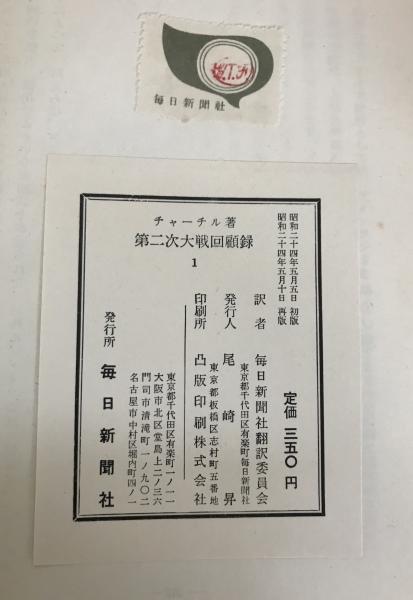 毎日新聞社
チャーチル著
第二次大戦回顧録
1
昭和二十四年五月五日 初版
昭和二十四年五月十日 再版
定価 三五〇円
訳者 毎日新聞社翻訳委員会
東京都千代田区有楽町毎日新聞社
発行人 尾崎昇
東京都板橋区志村町五番地
印刷所 凸版印刷株式会社
東京都千代田区有楽町一ノ一一
大阪市北区堂島上二ノ三六
門司市清滝町一ノ九〇二
名古屋市中村区堀内町四ノ一
発行所 毎日新聞社